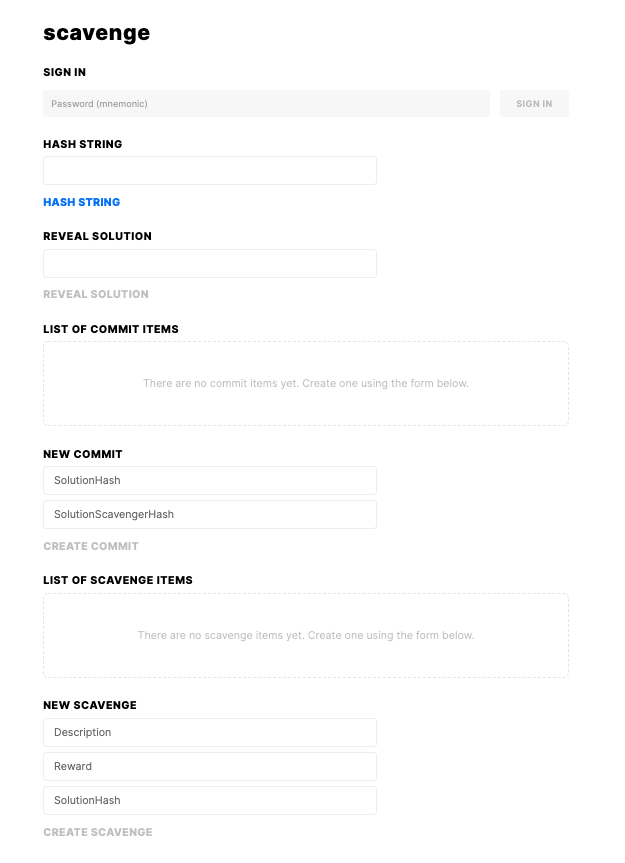 scavenge
SIGN IN
Password (mnemonic)
SIGN IN
HASH STRING
HASH STRING
REVEAL SOLUTION
REVEAL SOLUTION
LIST OF COMMIT ITEMS
There are no commit items yet. Create one using the form below.
NEW COMMIT
SolutionHash
SolutionScavengerHash
CREATE COMMIT
LIST OF SCAVENGE ITEMS
There are no scavenge items yet. Create one using the form below.
NEW SCAVENGE
Description
Reward
SolutionHash
CREATE SCAVENGE